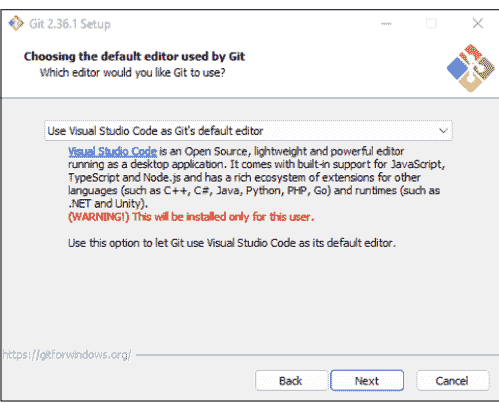 Git 2.36.1 Setup
Choosing the default editor used by Git
Which editor would you like Git to use?
Use Visual Studio Code as Git's default editor
Visual Studio Code is an Open Source, lightweight and powerful editor
running as a desktop application. It comes with built-in support for JavaScript,
TypeScript and Node.js and has a rich ecosystem of extensions for other
languages (such as C++, C#, Java, Python, PHP, Go) and runtimes (such as
.NET and Unity).
(WARNING!) This will be installed only for this user.
Use this option to let Git use Visual Studio Code as its default editor.
https://gitforwindows.org/
Back Next Cancel